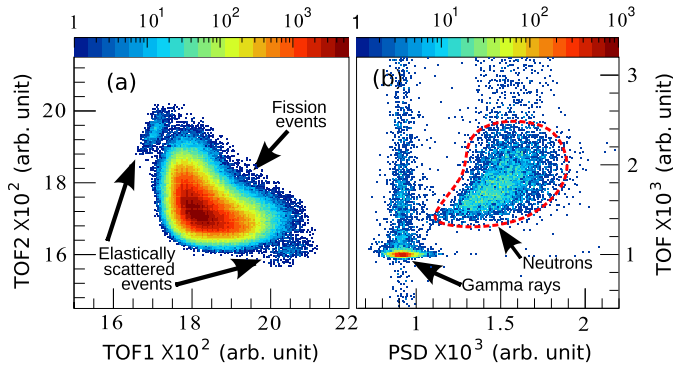 1 10¹ 10² 10³ 1 10¹ 10² 10³
(a) (b)
Fission
events
Elastically
scattered
events
Neutrons
Gamma rays
20
18
16
TOF2 X10² (arb. unit)
16 18 20 22
TOF1 X10² (arb. unit)
3
2
1
TOF X10³ (arb. unit)
1 1.5 2
PSD X10³ (arb. unit)